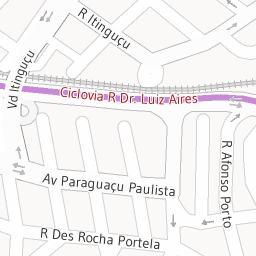 R Itinguçu
Vd Itinguçu
Ciclovia R Dr. Luiz Aires
R Afonso Porto
Av Paraguaçu Paulista
R Des Rocha Portela